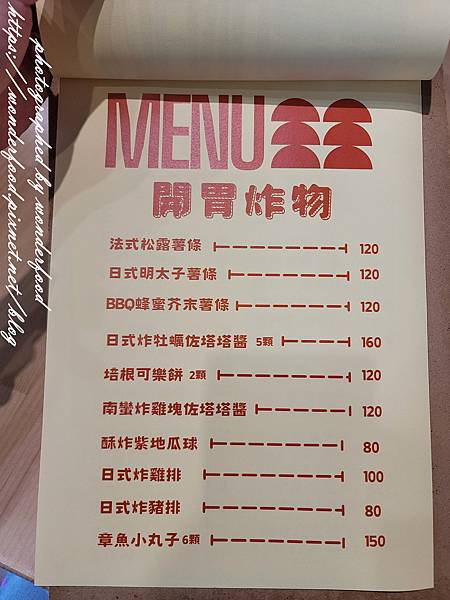 MENU
開胃炸物
法式松露薯條 120
日式明太子薯條 120
BBQ蜂蜜芥末薯條 120
日式炸牡蠣佐塔塔醬 5顆 160
培根可樂餅 2顆 120
南蠻炸雞塊佐塔塔醬 120
酥炸紫地瓜球 80
日式炸雞排 100
日式炸豬排 80
章魚小丸子 6顆 150
photographed by wonderfood
https://wonderfood.pixnet.net/blog